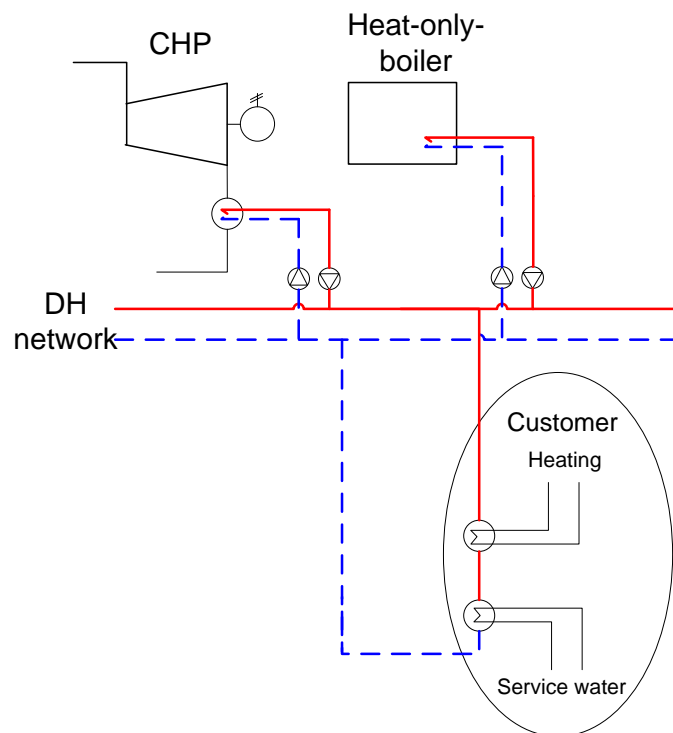 CHP
Heat-only-
boiler
DH
network
Customer
Heating
Service water